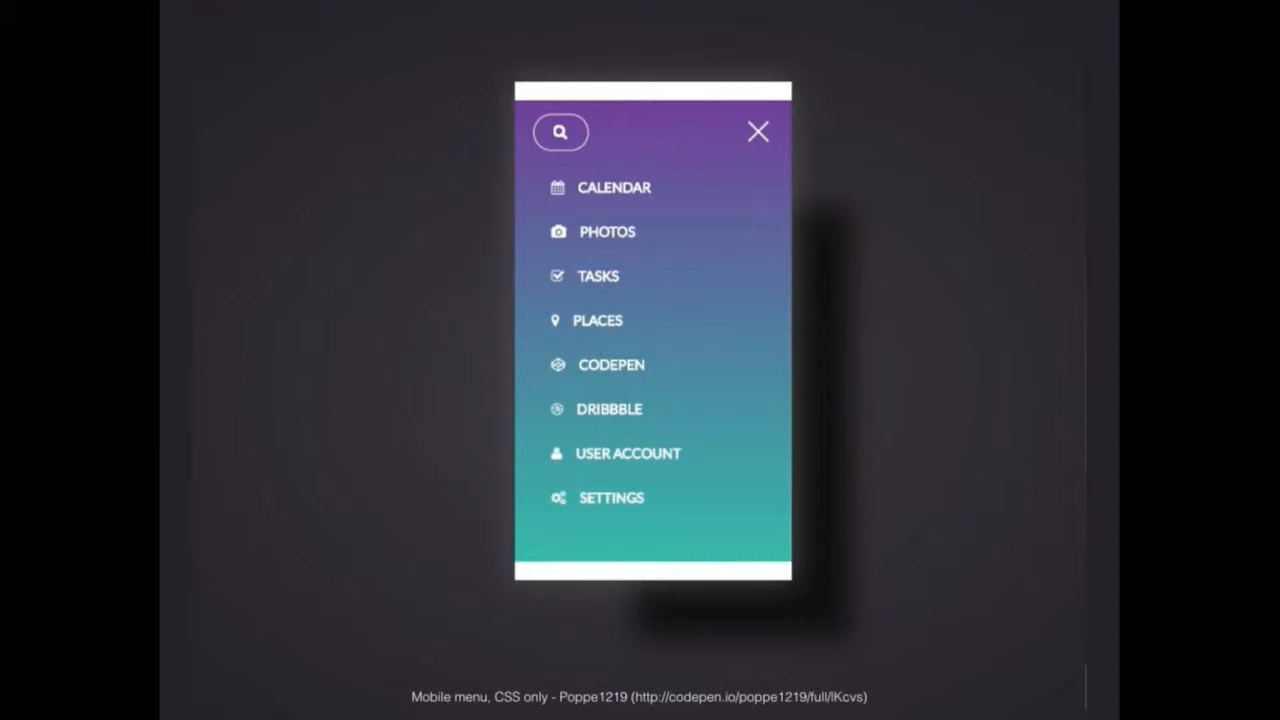 CALENDAR
PHOTOS
TASKS
PLACES
CODEPEN
DRIBBBLE
USER ACCOUNT
SETTINGS
Mobile menu, CSS only - Poppe1219 (http://codepen.io/poppe1219/full/lKcvs)